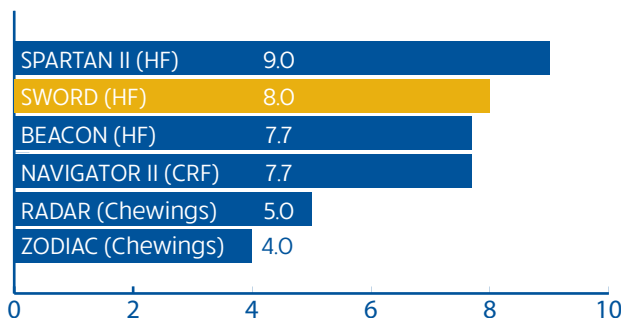 SPARTAN II (HF) 9.0
SWORD (HF) 8.0
BEACON (HF) 7.7
NAVIGATOR II (CRF) 7.7
RADAR (Chewings) 5.0
ZODIAC (Chewings) 4.0
0 2 4 6 8 10